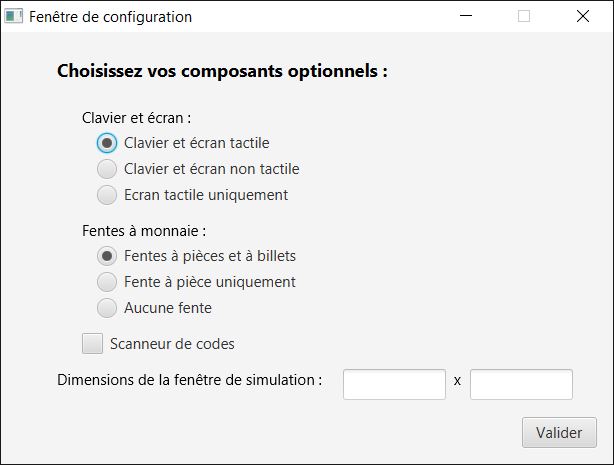 Fenêtre de configuration
Choisissez vos composants optionnels :
Clavier et écran :
Clavier et écran tactile
Clavier et écran non tactile
Ecran tactile uniquement
Fentes à monnaie :
Fentes à pièces et à billets
Fente à pièce uniquement
Aucune fente
Scanneur de codes
Dimensions de la fenêtre de simulation : x
Valider